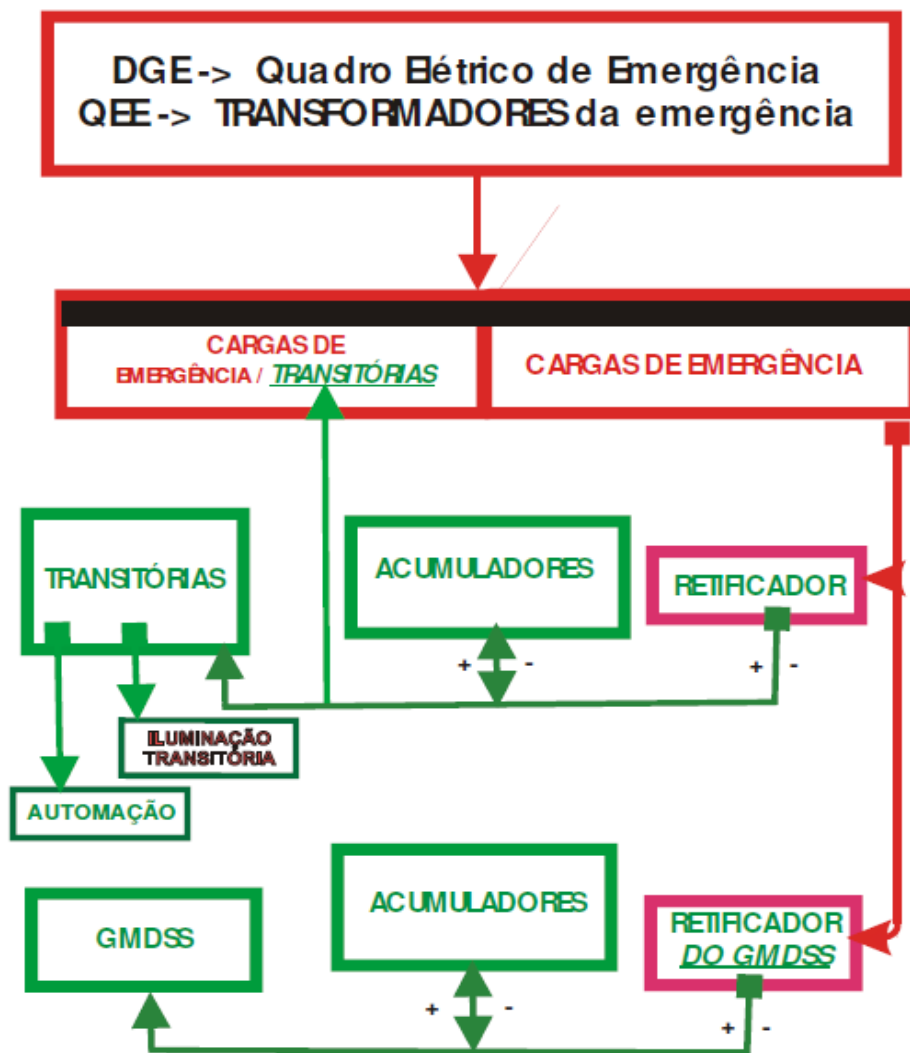 DGE-> Quadro Elétrico de Emergência
QEE-> TRANSFORMADORES da emergência
CARGAS DE
EMERGÊNCIA / TRANSITÓRIAS
CARGAS DE EMERGÊNCIA
TRANSITÓRIAS
ACUMULADORES
RETIFICADOR
+ -
+ -
ILUMINAÇÃO
TRANSITÓRIA
AUTOMAÇÃO
GMDSS
ACUMULADORES
RETIFICADOR
DO GMDSS
+ -
+ -